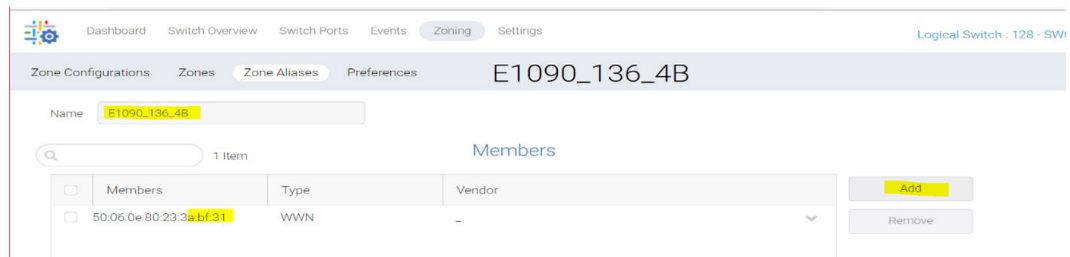 Dashboard Switch Overview Switch Ports Events Zoning Settings
Logical Switch : 128 - SW
Zone Configurations Zones Zone Aliases Preferences E1090_136_4B
Name E1090_136_4B
1 Item Members
Members Type Vendor Add
50:06:0e:80:23:3a:bf:31 WWN – Remove